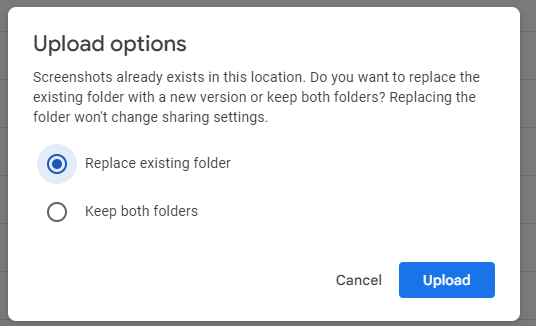 Upload options
Screenshots already exists in this location. Do you want to replace the
existing folder with a new version or keep both folders? Replacing the
folder won't change sharing settings.
Replace existing folder
Keep both folders
Cancel
Upload